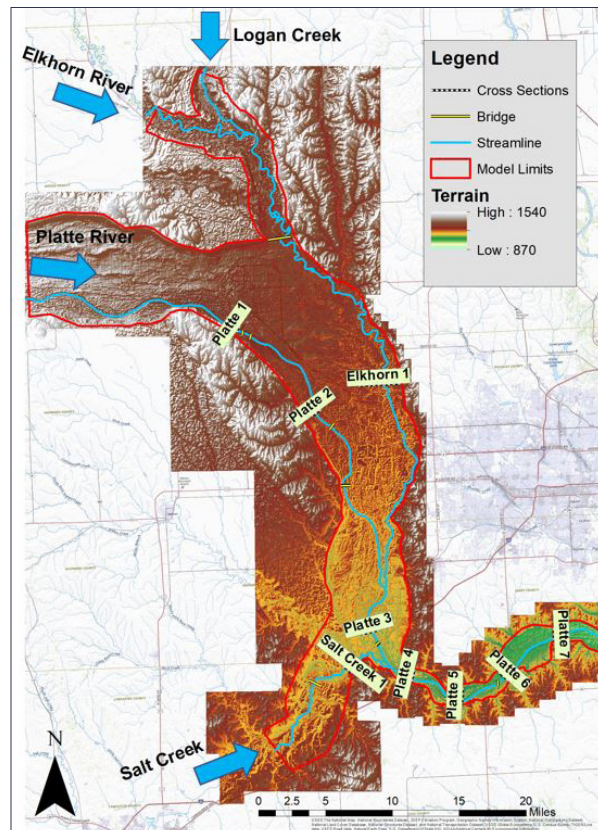 Logan Creek
Elkhorn River
Platte River
Legend
Cross Sections
Bridge
Streamline
Model Limits
Terrain
High : 1540
Low : 870
Platte 1
Elkhorn 1
Platte 2
Platte 3
Salt Creek 1
Platte 4
Platte 5
Platte 6
Platte 7
Salt Creek
N
0 2.5 5 10 15 20
Miles